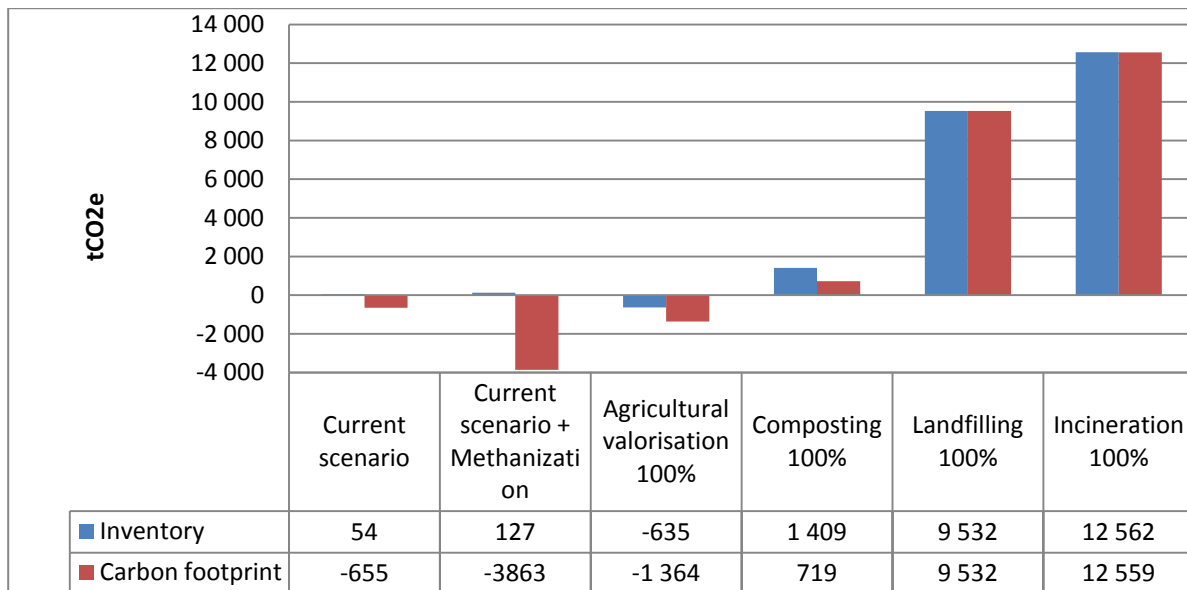 14 000
12 000
10 000
8 000
6 000
4 000
2 000
0
-2 000
-4 000
tCO2e
Current
scenario
Current
scenario +
Methanizati
on
Agricultural
valorisation
100%
Composting
100%
Landfilling
100%
Incineration
100%
Inventory 54 127 -635 1 409 9 532 12 562
Carbon footprint -655 -3863 -1 364 719 9 532 12 559